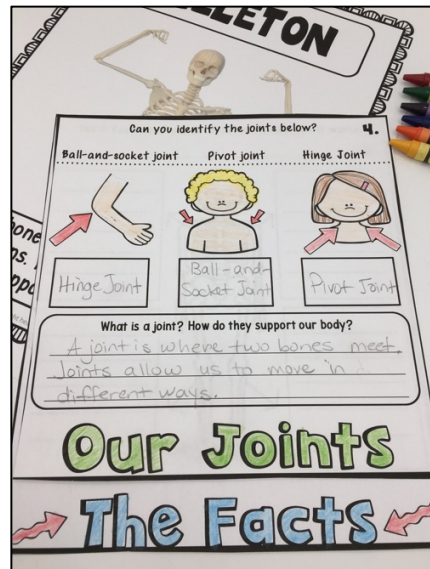 ELETON
Can you identify the joints below? 4.
Ball-and-socket joint Pivot joint Hinge Joint
Hinge Joint
Ball-and-
Socket Joint
Pivot Joint
What is a joint? How do they support our body?
A joint is where two bones meet.
Joints allow us to move in
different ways.
Our Joints
The Facts